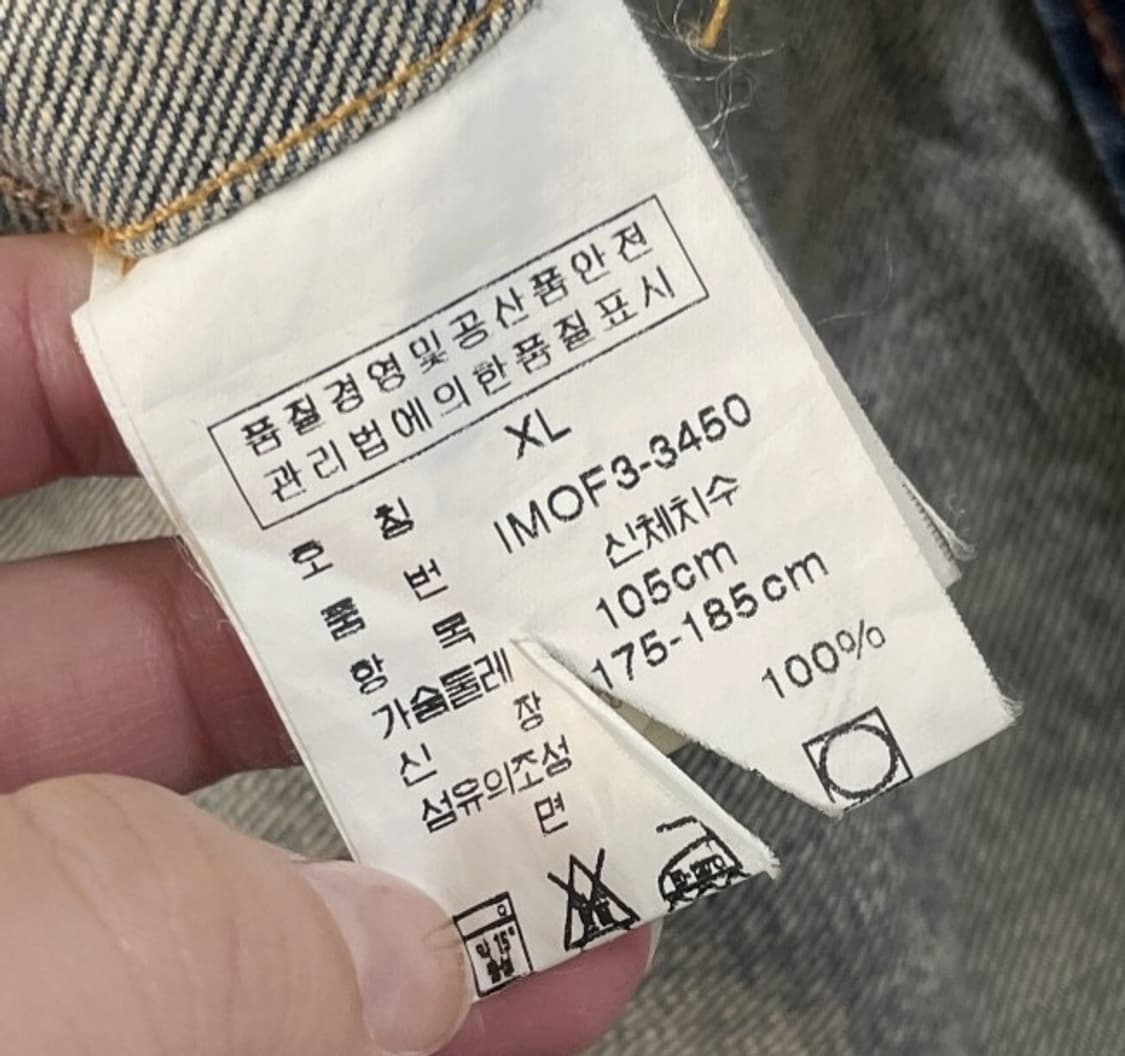 품질경영및공산품안전
관리법에의한품질표시
호 칭 XL
품 번 IMOF3-3450
항 목 신체치수
가슴둘레 105cm
신 장 175-185cm
섬유의조성
면 100%
약 15°